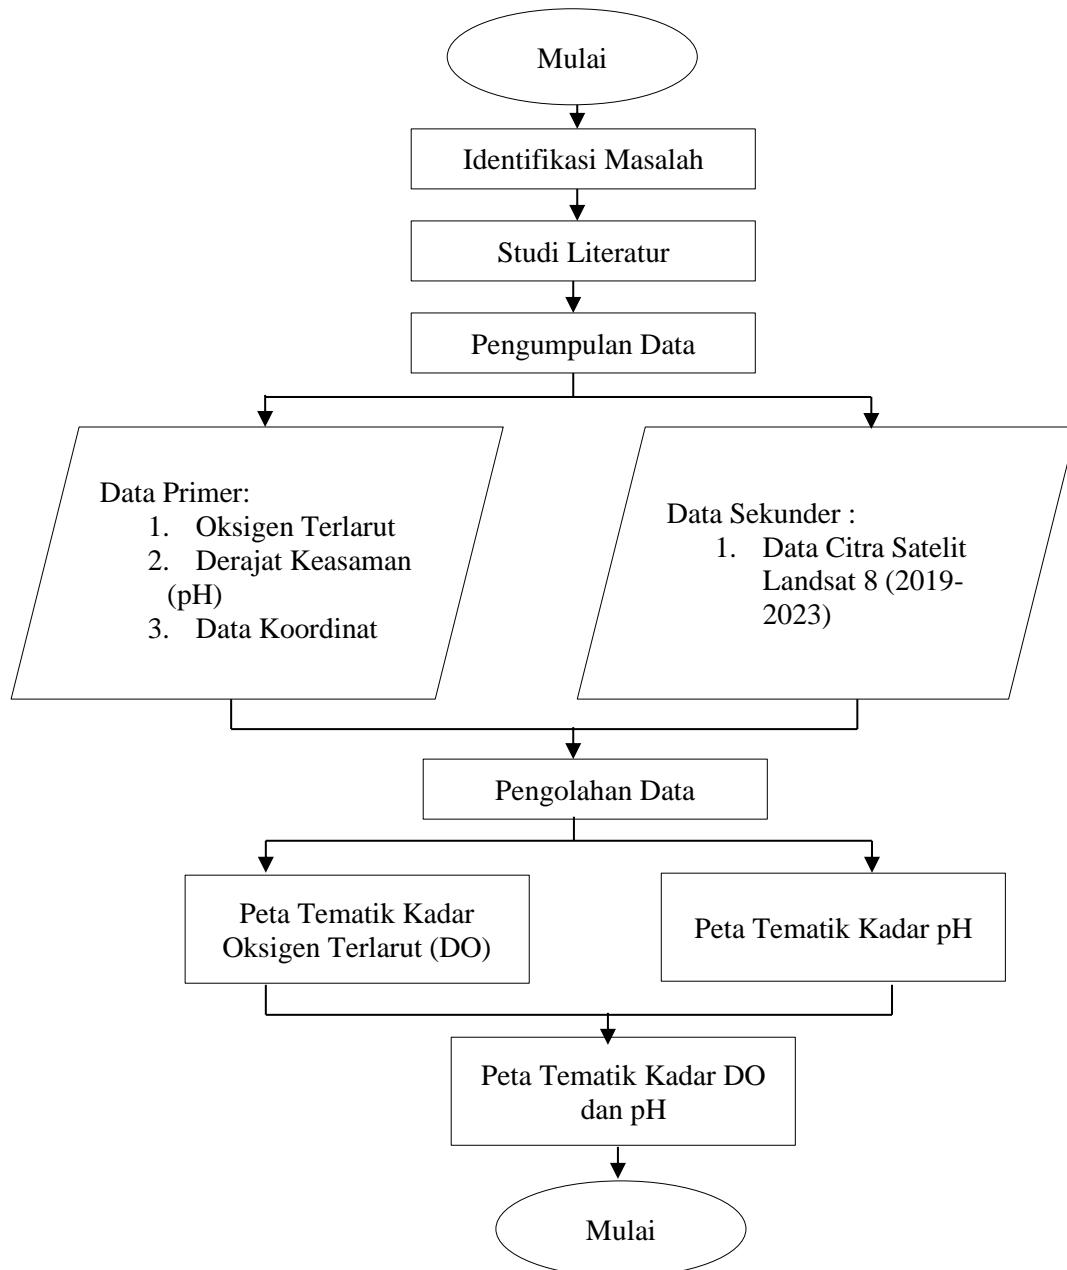 Mulai
Identifikasi Masalah
Studi Literatur
Pengumpulan Data
Data Primer:
1. Oksigen Terlarut
2. Derajat Keasaman
(pH)
3. Data Koordinat
Data Sekunder :
1. Data Citra Satelit
Landsat 8 (2019-
2023)
Pengolahan Data
Peta Tematik Kadar
Oksigen Terlarut (DO)
Peta Tematik Kadar pH
Peta Tematik Kadar DO
dan pH
Mulai